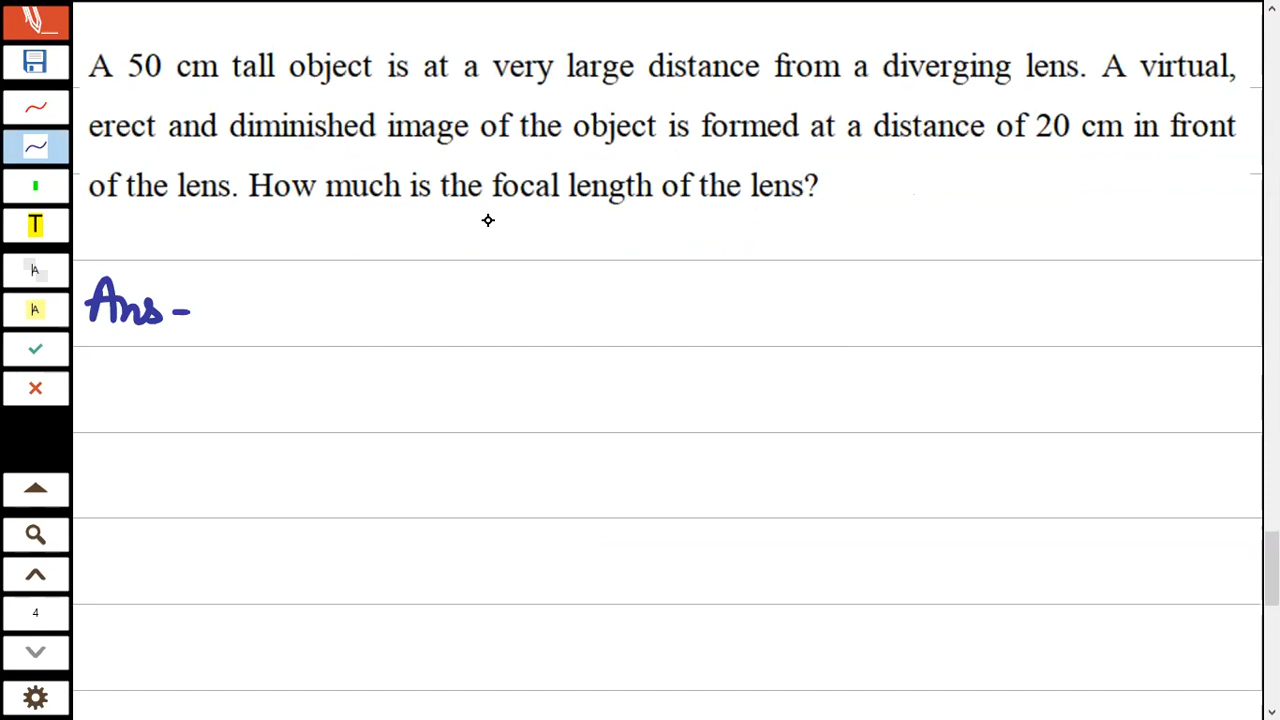 A 50 cm tall object is at a very large distance from a diverging lens. A virtual,
erect and diminished image of the object is formed at a distance of 20 cm in front
of the lens. How much is the focal length of the lens?
T
A
Ans -
A
4